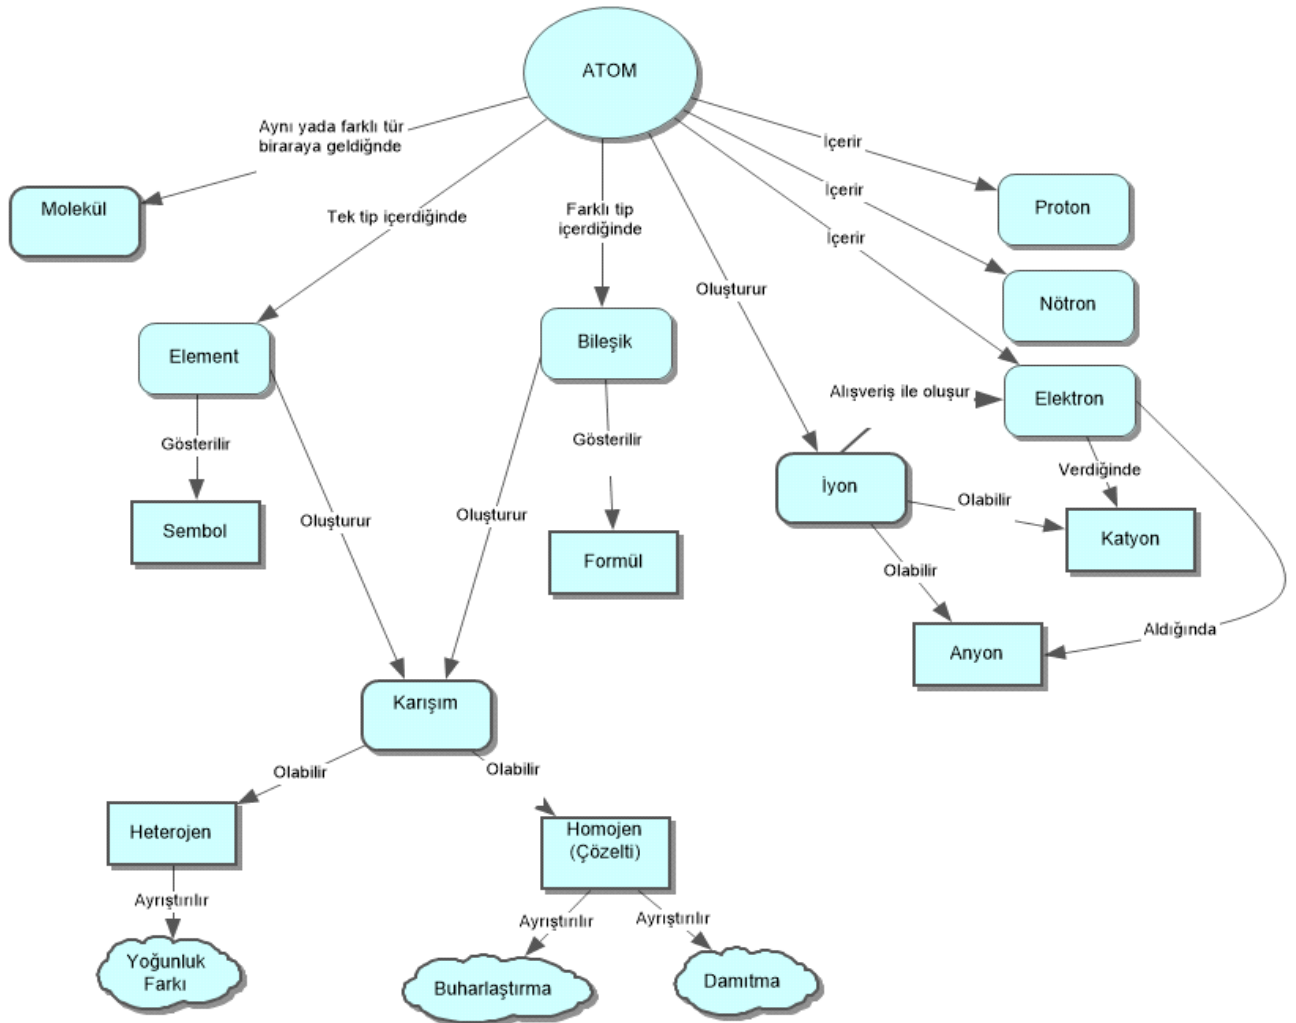 ATOM
Aynı yada farklı tür
biraraya geldiğnde
İçerir
İçerir
İçerir
Molekül
Tek tip içerdiğinde
Farklı tip
içerdiğinde
Proton
Oluşturur
Nötron
Element
Bileşik
Alışveriş ile oluşur
Elektron
Gösterilir
Gösterilir
Verdiğinde
İyon
Olabilir
Sembol
Oluşturur
Oluşturur
Formül
Katyon
Olabilir
Aldığında
Anyon
Karışım
Olabilir
Olabilir
Heterojen
Homojen
(Çözelti)
Ayrıştırılır
Ayrıştırılır
Ayrıştırılır
Yoğunluk
Farkı
Buharlaştırma
Damıtma